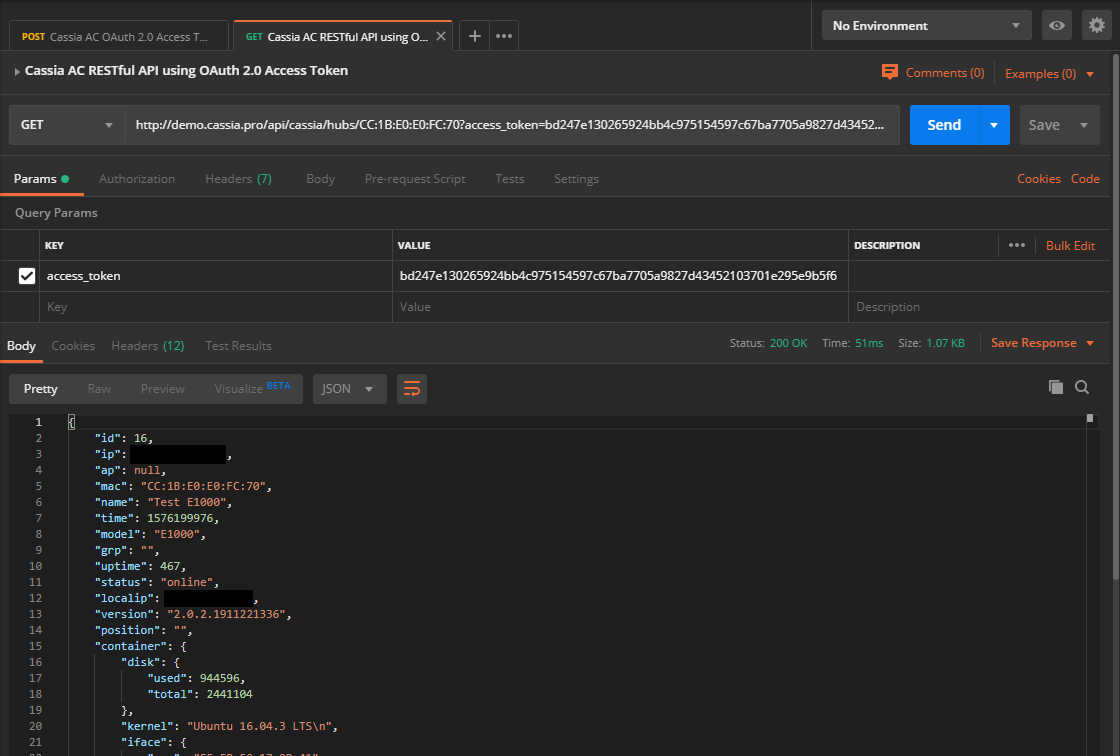 POST Cassia AC OAuth 2.0 Access T...
GET Cassia AC RESTful API using O...
No Environment
Cassia AC RESTful API using OAuth 2.0 Access Token
Comments (0)
Examples (0)
GET
http://demo.cassia.pro/api/cassia/hubs/CC:1B:E0:E0:FC:70?access_token=bd247e130265924bb4c975154597c67ba7705a9827d43452...
Send
Save
Params
Authorization
Headers (7)
Body
Pre-request Script
Tests
Settings
Cookies
Code
Query Params
KEY
VALUE
DESCRIPTION
Bulk Edit
access_token
bd247e130265924bb4c975154597c67ba7705a9827d43452103701e295e9b5f6
Key
Value
Description
Body
Cookies
Headers (12)
Test Results
Status: 200 OK
Time: 51ms
Size: 1.07 KB
Save Response
Pretty
Raw
Preview
Visualize BETA
JSON
1 {
2 "id": 16,
3 "ip": ,
4 "ap": null,
5 "mac": "CC:1B:E0:E0:FC:70",
6 "name": "Test E1000",
7 "time": 1576199976,
8 "model": "E1000",
9 "grp": "",
10 "uptime": 467,
11 "status": "online",
12 "localip": ,
13 "version": "2.0.2.1911221336",
14 "position": "",
15 "container": {
16 "disk": {
17 "used": 944596,
18 "total": 2441104
19 },
20 "kernel": "Ubuntu 16.04.3 LTS\n",
21 "iface": {